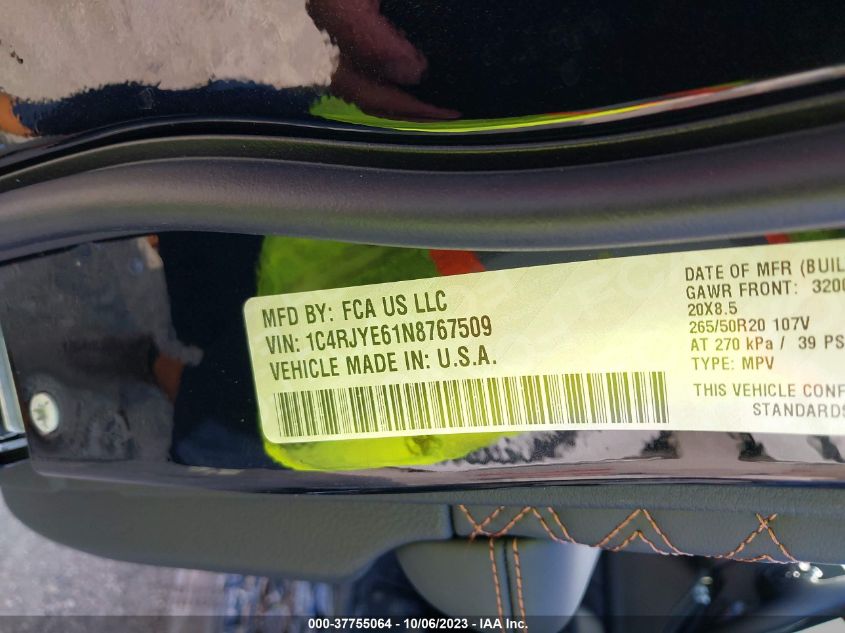 MFD BY: FCA US LLC
VIN: 1C4RJYE61N8767509
VEHICLE MADE IN: U.S.A.
DATE OF MFR (BUIL
GAWR FRONT: 3200
20X8.5
265/50R20 107V
AT 270 kPa / 39 PS
TYPE: MPV
THIS VEHICLE CONF
STANDARDS
000-37755064 - 10/06/2023 - IAA Inc.